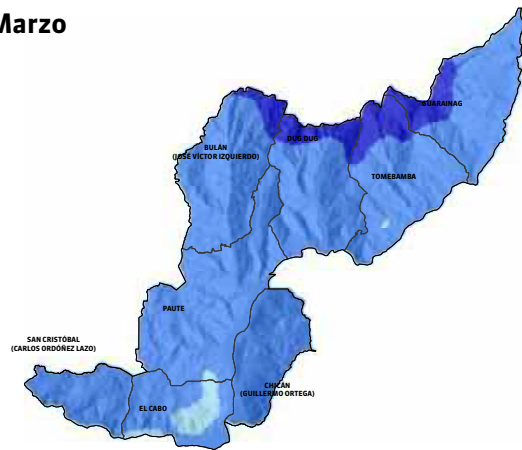 Marzo
GUARAINAG
DUG DUG
BULÁN
(JOSÉ VÍCTOR IZQUIERDO)
TOMEBAMBA
PAUTE
SAN CRISTÓBAL
(CARLOS ORDÓÑEZ LAZO)
CHICÁN
(GUILLERMO ORTEGA)
EL CABO